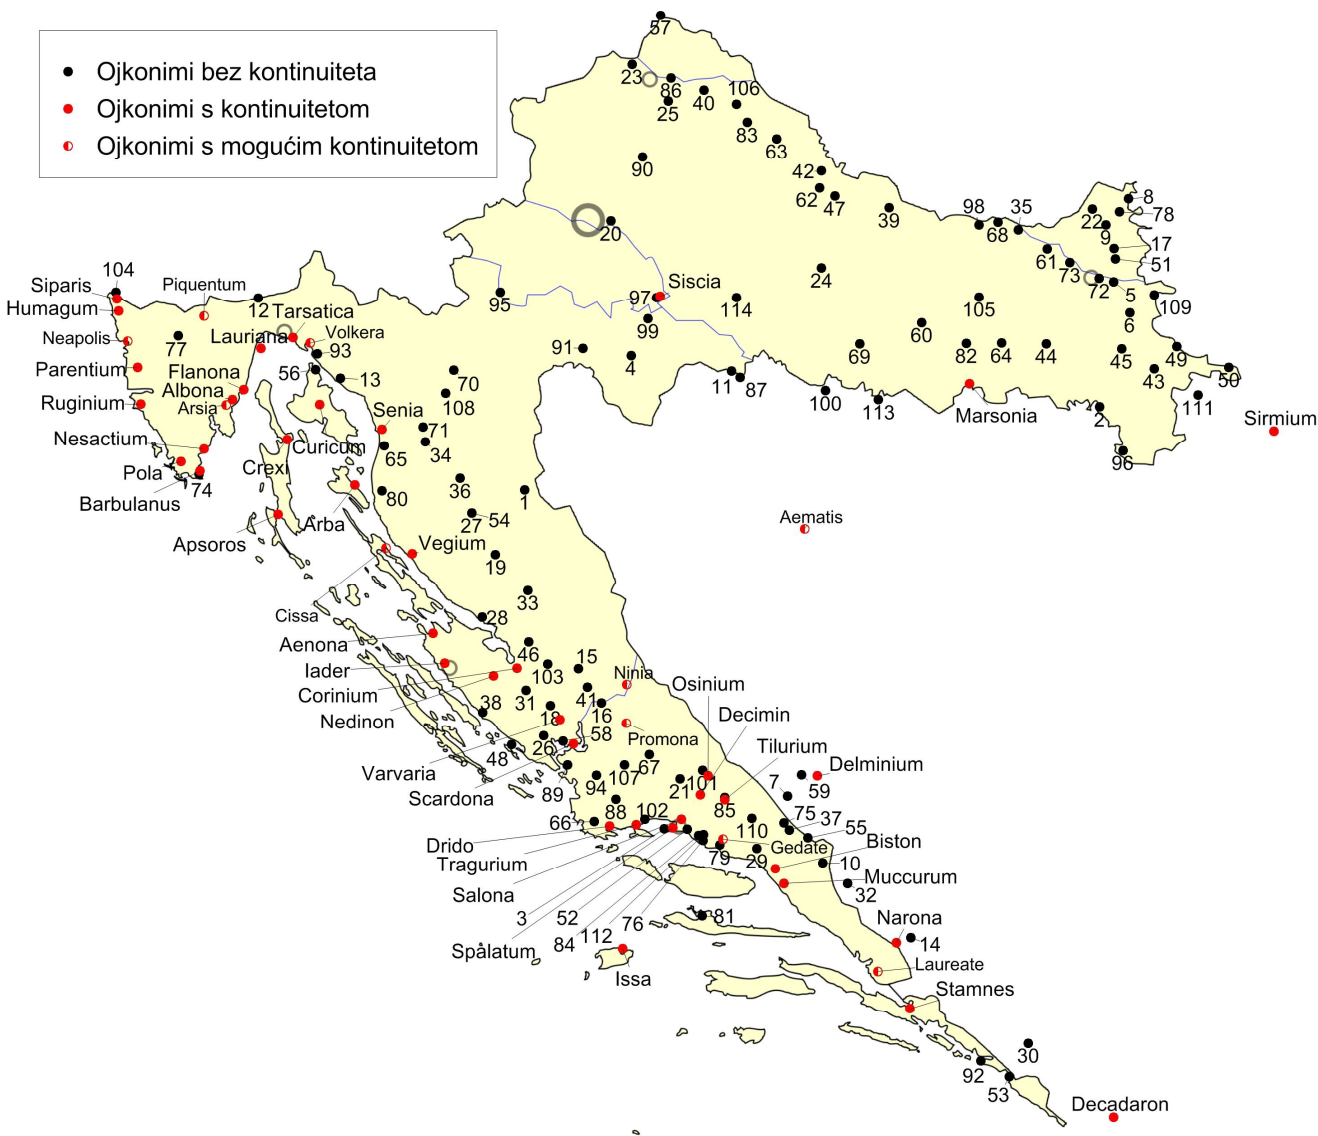 57
Ojkonimi bez kontinuiteta
Ojkonimi s kontinuitetom
Ojkonimi s mogućim kontinuitetom
23
86
25
40
106
83
63
90
42
62
47
39
98
68
35
22
8
78
9
17
51
61
73
72
5
109
6
20
24
Siscia
97
99
114
105
60
69
82
64
44
45
49
43
50
111
Sirmium
2
96
Marsonia
100
113
11
87
91
4
95
104
Siparis
Humagum
Piquentum
12
Tarsatica
Neapolis
77
Lauriana
Volkera
93
Parentium
Flanona
56
13
Albona
Arsia
Ruginium
70
108
Senia
71
34
65
Nesactium
Curicum
Crexi
Pola
74
Barbulanus
80
36
1
Arba
27
54
Apsoros
Vegium
19
Aematis
33
Cissa
28
Aenona
46
Iader
103
15
Ninia
Osinium
Corinium
31
41
Nedinon
38
18
16
Decimin
58
Promona
Tilurium
48
26
Varvaria
67
107
101
Delminium
59
7
Scardona
89
94
21
85
88
102
75
37
66
110
55
Drido
Gedate
Biston
79
29
Tragurium
10
Muccurum
32
Salona
3
52
76
81
Narona
84
112
14
Spålatum
Issa
Laureate
Stamnes
30
92
53
Decadaron